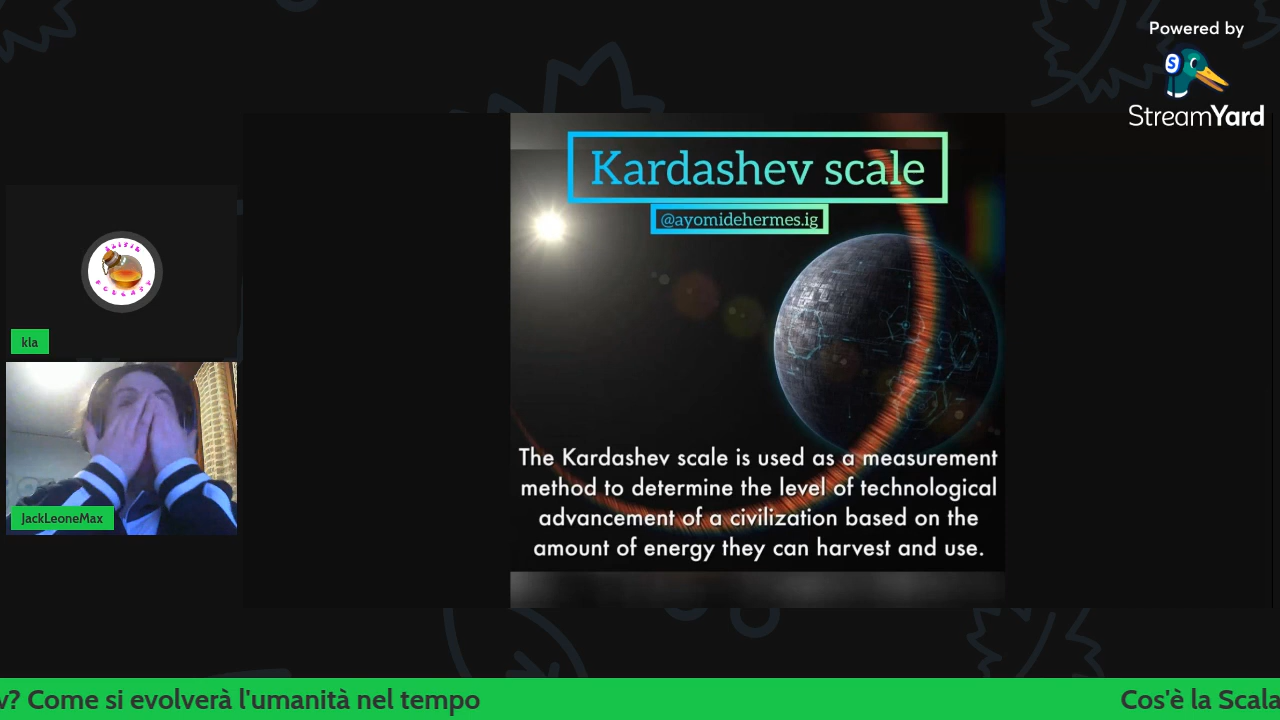 Powered by
StreamYard
Kardashev scale
@ayomidehermes.ig
kla
JackLeoneMax
The Kardashev scale is used as a measurement
method to determine the level of technological
advancement of a civilization based on the
amount of energy they can harvest and use.
v? Come si evolverà l'umanità nel tempo
Cos'è la Scala